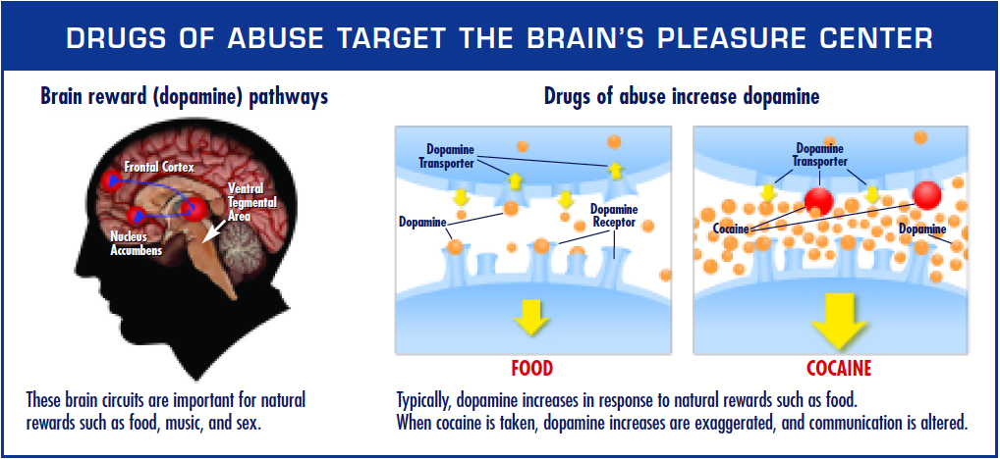 DRUGS OF ABUSE TARGET THE BRAIN'S PLEASURE CENTER
Brain reward (dopamine) pathways
Frontal Cortex
Ventral
Tegmental
Area
Nucleus
Accumbens
These brain circuits are important for natural
rewards such as food, music, and sex.
Drugs of abuse increase dopamine
Dopamine
Transporter
Dopamine
Dopamine
Receptor
FOOD
Dopamine
Transporter
Cocaine
Dopamine
COCAINE
Typically, dopamine increases in response to natural rewards such as food.
When cocaine is taken, dopamine increases are exaggerated, and communication is altered.